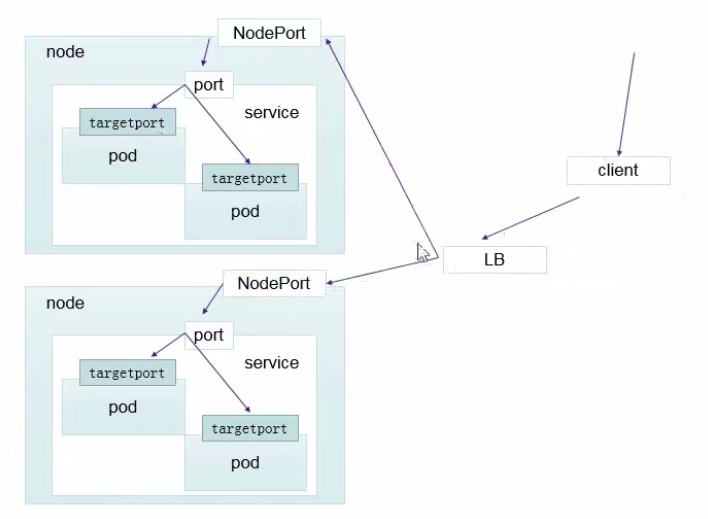 NodePort
node
port
service
targetport
pod
targetport
pod
client
LB
NodePort
node
port
service
targetport
pod
targetport
pod